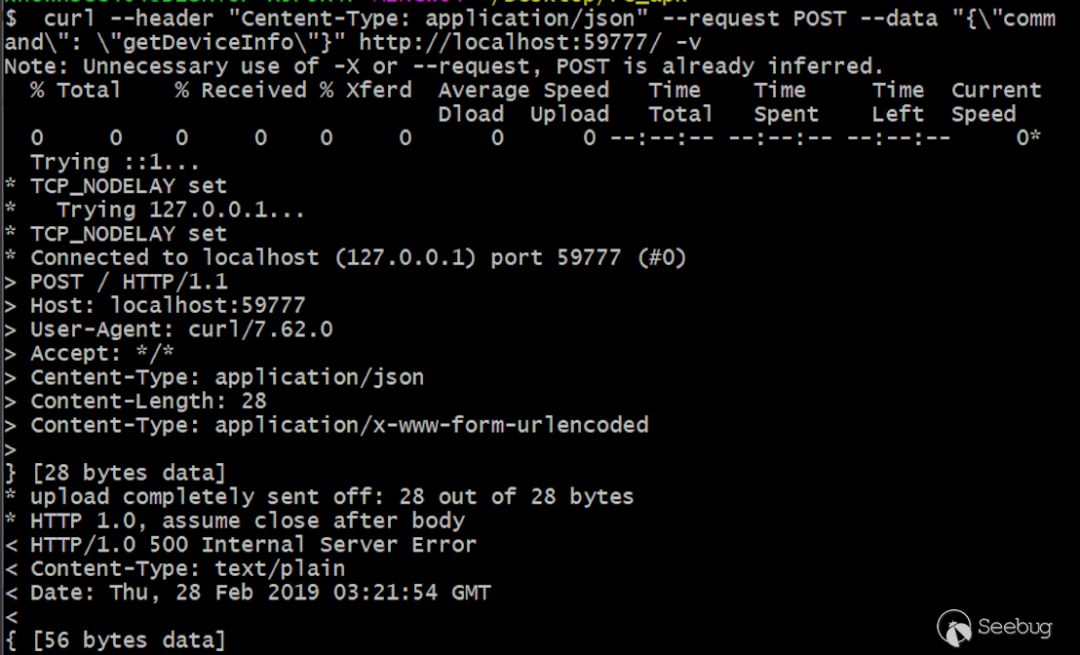 $  curl --header "Centent-Type: application/json" --request POST --data "{\"comm
and\": \"getDeviceInfo\"}" http://localhost:59777/ -v
Note: Unnecessary use of -X or --request, POST is already inferred.
  % Total    % Received % Xferd  Average Speed   Time    Time     Time  Current
                                 Dload  Upload   Total   Spent    Left  Speed
  0     0    0     0    0     0      0      0 --:--:-- --:--:-- --:--:--     0*
  Trying ::1...
* TCP_NODELAY set
*   Trying 127.0.0.1...
* TCP_NODELAY set
* Connected to localhost (127.0.0.1) port 59777 (#0)
> POST / HTTP/1.1
> Host: localhost:59777
> User-Agent: curl/7.62.0
> Accept: */*
> Centent-Type: application/json
> Content-Length: 28
> Content-Type: application/x-www-form-urlencoded
>
} [28 bytes data]
* upload completely sent off: 28 out of 28 bytes
* HTTP 1.0, assume close after body
< HTTP/1.0 500 Internal Server Error
< Content-Type: text/plain
< Date: Thu, 28 Feb 2019 03:21:54 GMT
<
{ [56 bytes data]
Seebug